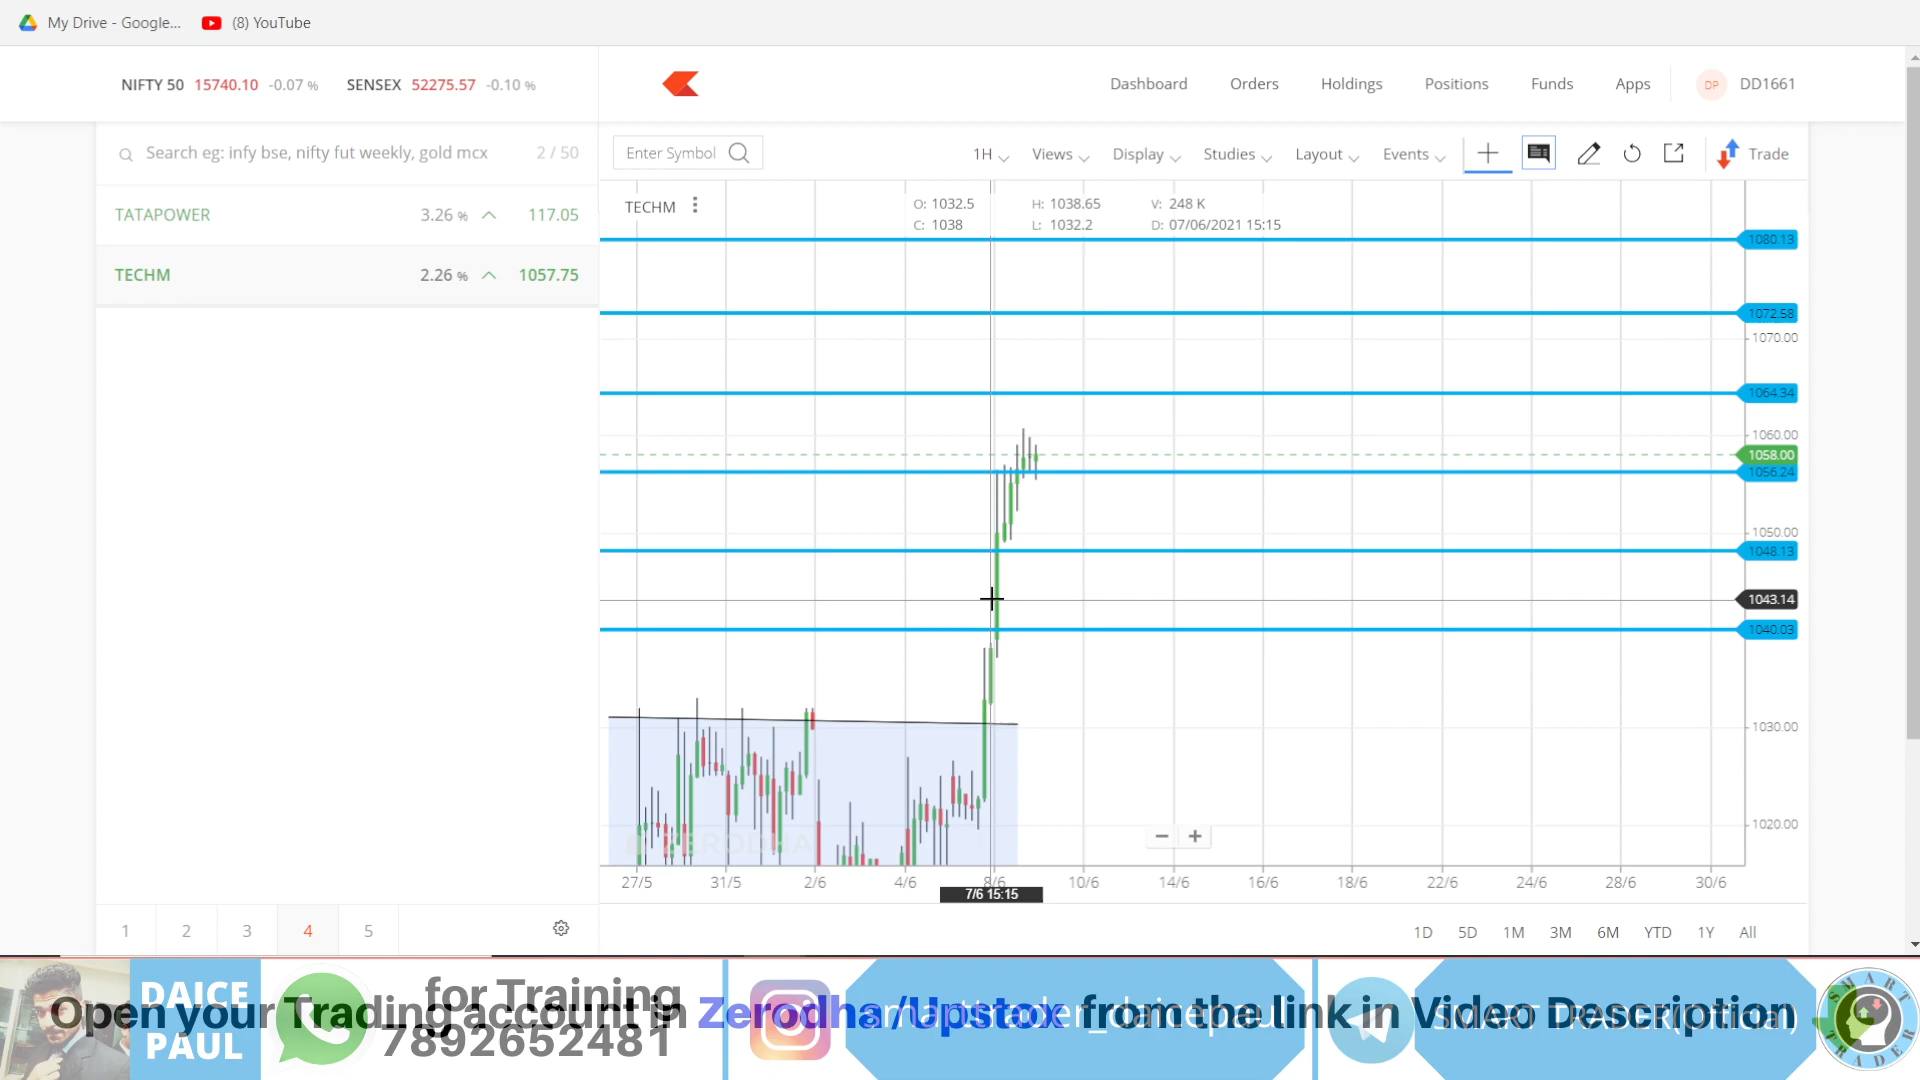 My Drive - Google...
(8) YouTube
NIFTY 50 15740.10 -0.07 % SENSEX 52275.57 -0.10 %
Dashboard Orders Holdings Positions Funds Apps DP DD1661
Search eg: infy bse, nifty fut weekly, gold mcx 2 / 50
Enter Symbol 1H Views Display Studies Layout Events Trade
TATAPOWER 3.26 % 117.05
TECHM 2.26 % 1057.75
TECHM
O: 1032.5 H: 1038.65 V: 248 K
C: 1038 L: 1032.2 D: 07/06/2021 15:15
1080.13
1072.58
1070.00
1064.34
1060.00
1058.00
1056.24
1050.00
1048.13
1043.14
1040.03
1030.00
1020.00
ZERODHA
27/5 31/5 2/6 4/6 8/6 10/6 14/6 16/6 18/6 22/6 24/6 28/6 30/6
7/6 15:15
1 2 3 4 5
1D 5D 1M 3M 6M YTD 1Y All
DAICE
PAUL
for Training
7892652481
Open your Trading account in Zerodha /Upstox from the link in Video Description
SMART TRADER